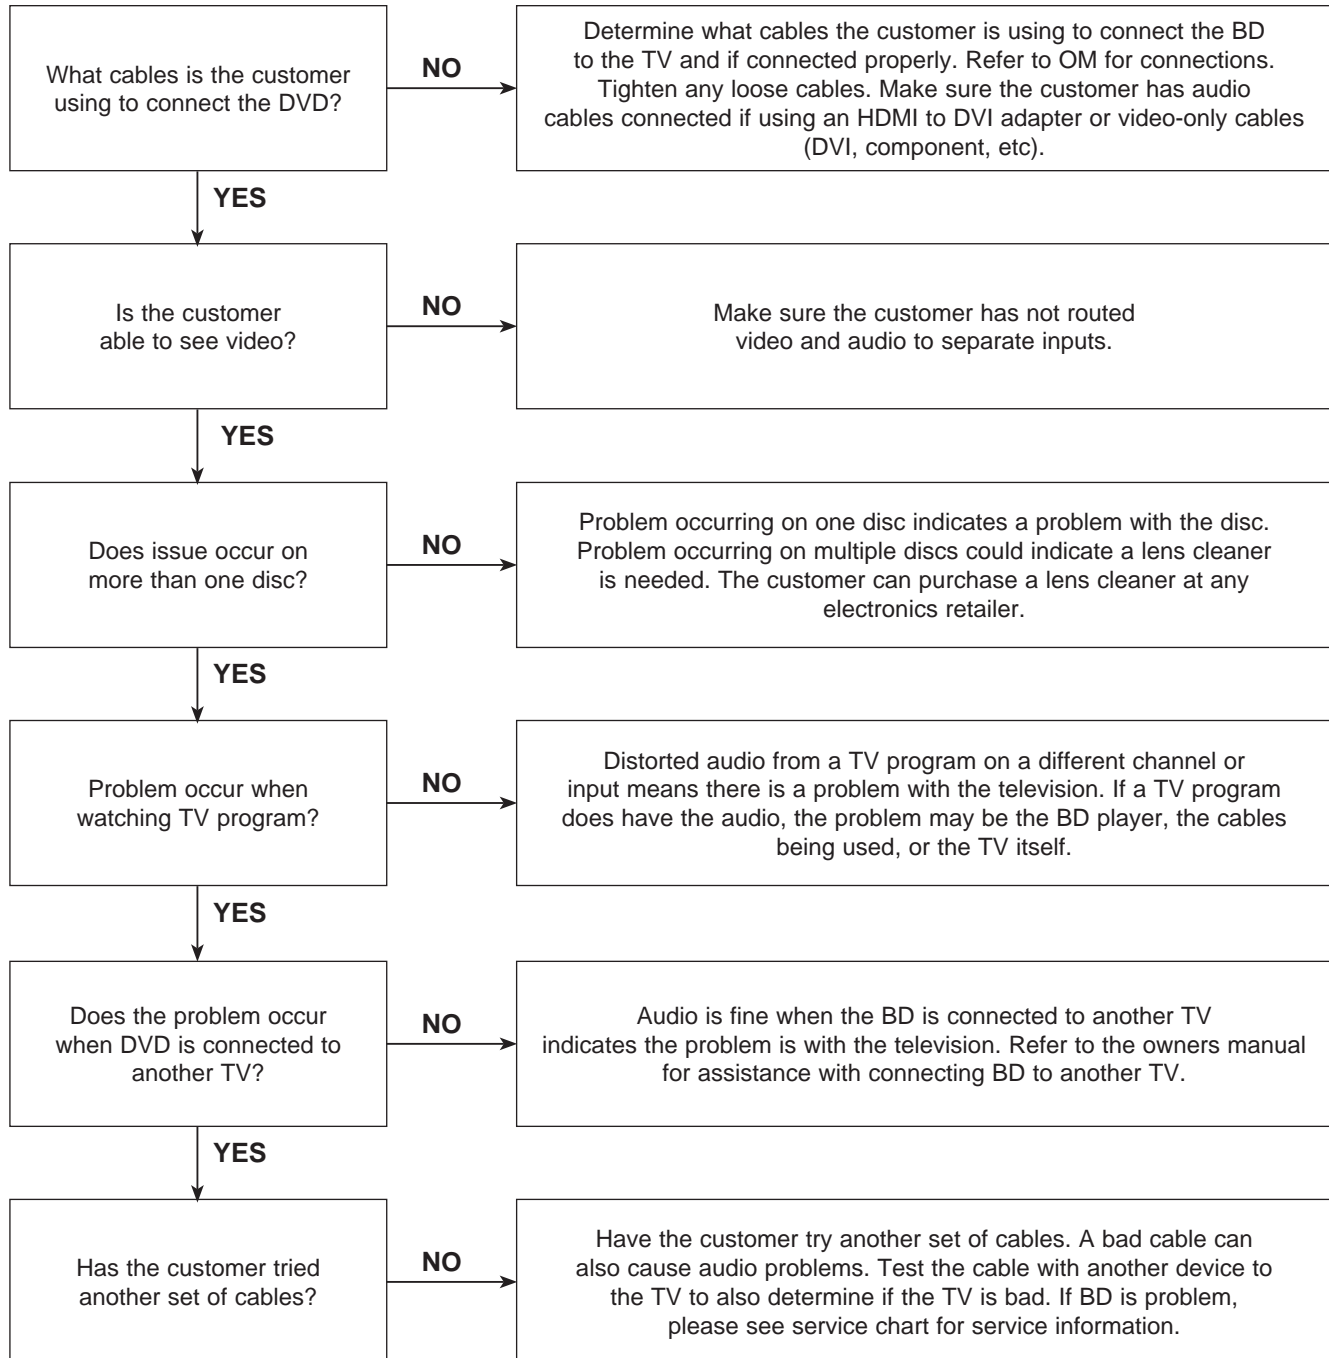 What cables is the customer
using to connect the DVD?
NO
Determine what cables the customer is using to connect the BD
to the TV and if connected properly. Refer to OM for connections.
Tighten any loose cables. Make sure the customer has audio
cables connected if using an HDMI to DVI adapter or video-only cables
(DVI, component, etc).
YES
Is the customer
able to see video?
NO
Make sure the customer has not routed
video and audio to separate inputs.
YES
Does issue occur on
more than one disc?
NO
Problem occurring on one disc indicates a problem with the disc.
Problem occurring on multiple discs could indicate a lens cleaner
is needed. The customer can purchase a lens cleaner at any
electronics retailer.
YES
Problem occur when
watching TV program?
NO
Distorted audio from a TV program on a different channel or
input means there is a problem with the television. If a TV program
does have the audio, the problem may be the BD player, the cables
being used, or the TV itself.
YES
Does the problem occur
when DVD is connected to
another TV?
NO
Audio is fine when the BD is connected to another TV
indicates the problem is with the television. Refer to the owners manual
for assistance with connecting BD to another TV.
YES
Has the customer tried
another set of cables?
NO
Have the customer try another set of cables. A bad cable can
also cause audio problems. Test the cable with another device to
the TV to also determine if the TV is bad. If BD is problem,
please see service chart for service information.